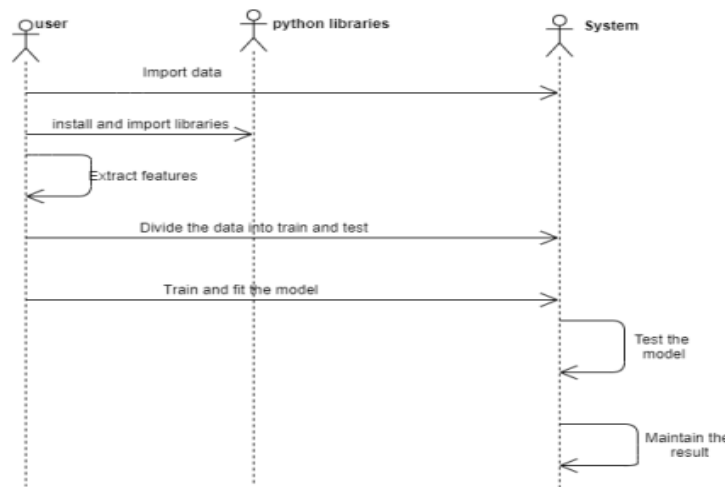 user
python libraries
System
Import data
install and import libraries
Extract features
Divide the data into train and test
Train and fit the model
Test the
model
Maintain the
result